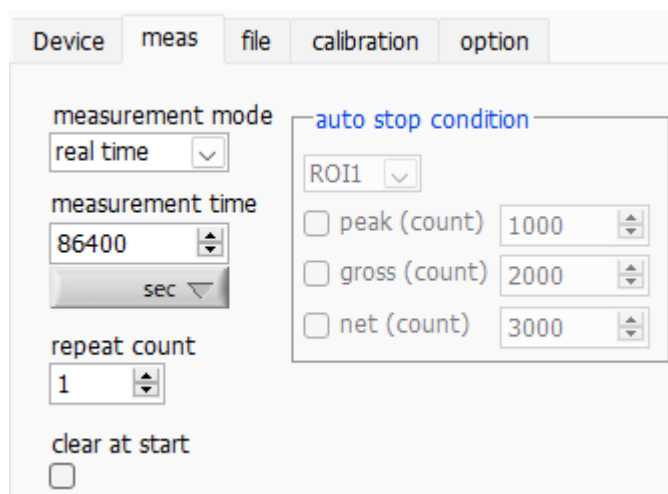 Device meas file calibration option
measurement mode
real time
measurement time
86400
sec
repeat count
1
clear at start
auto stop condition
ROI1
peak (count) 1000
gross (count) 2000
net (count) 3000